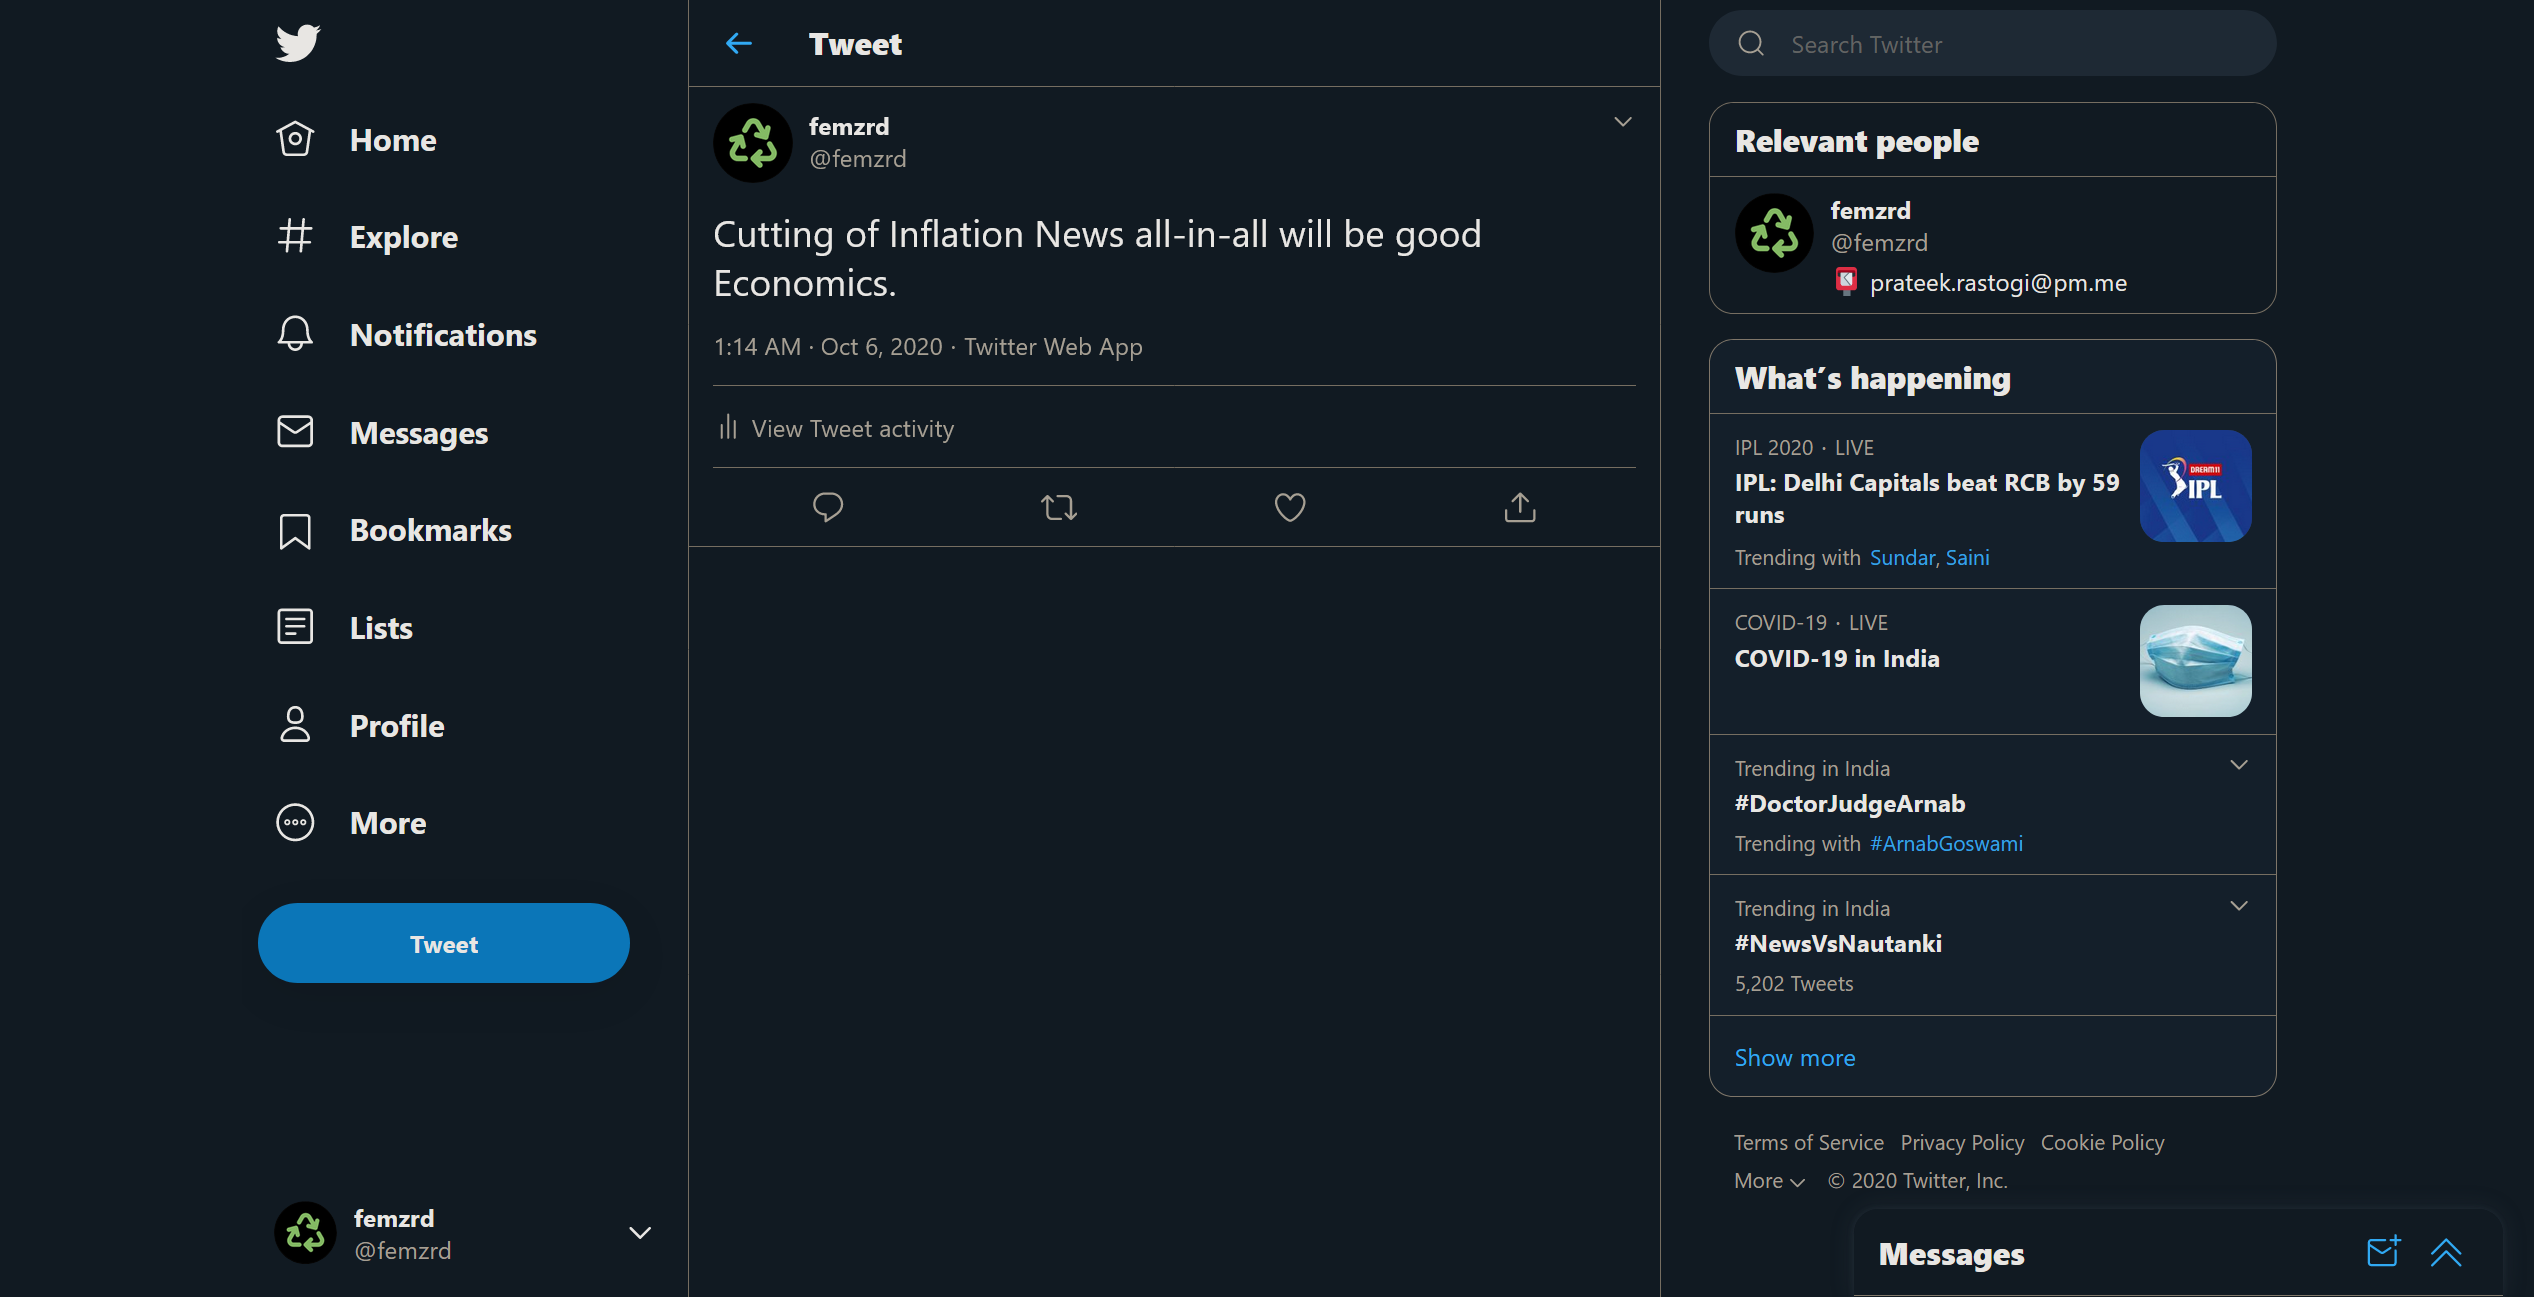 Home
Explore
Notifications
Messages
Bookmarks
Lists
Profile
More
Tweet
femzrd
@femzrd
Tweet
femzrd
@femzrd
Cutting of Inflation News all-in-all will be good
Economics.
1:14 AM · Oct 6, 2020 · Twitter Web App
View Tweet activity
Search Twitter
Relevant people
femzrd
@femzrd
prateek.rastogi@pm.me
What's happening
IPL 2020 · LIVE
IPL: Delhi Capitals beat RCB by 59
runs
Trending with Sundar, Saini
DREAM11
IPL
COVID-19 · LIVE
COVID-19 in India
Trending in India
#DoctorJudgeArnab
Trending with #ArnabGoswami
Trending in India
#NewsVsNautanki
5,202 Tweets
Show more
Terms of Service Privacy Policy Cookie Policy
More © 2020 Twitter, Inc.
Messages